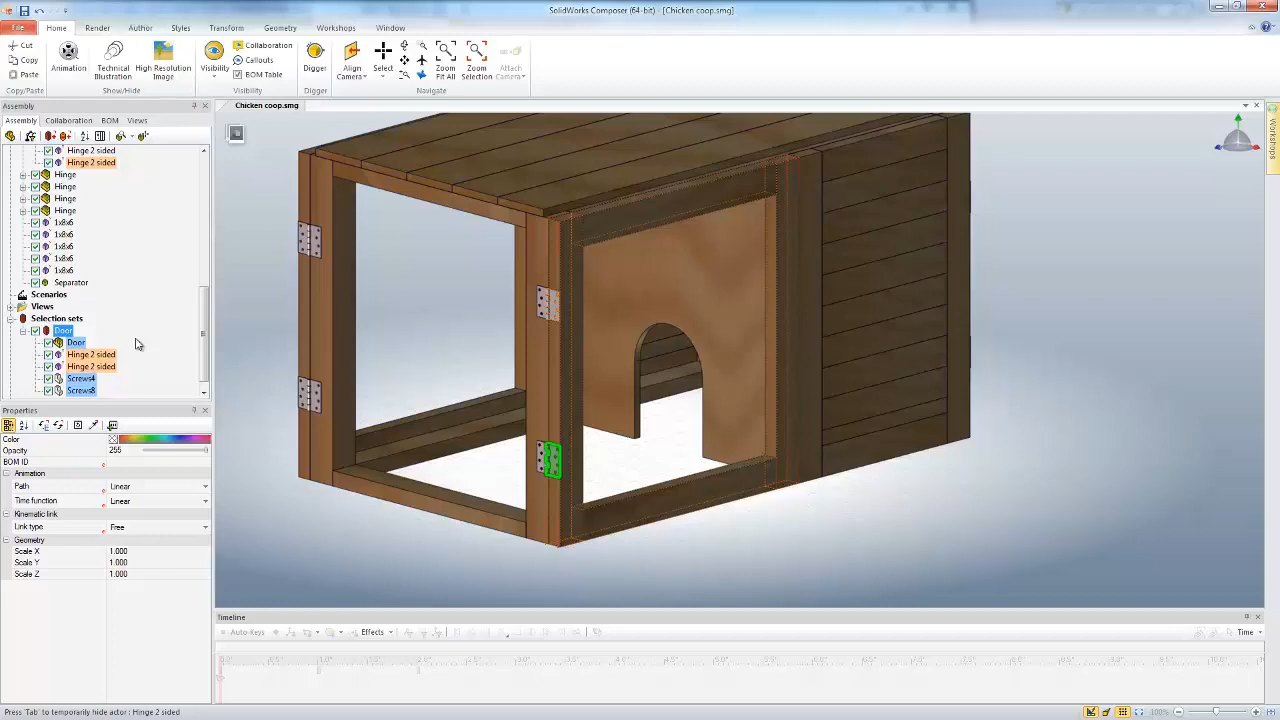 SolidWorks Composer (64-bit) - [Chicken coop.smg]
File Home Render Author Styles Transform Geometry Workshops Window
Cut
Copy
Paste
Copy/Paste
Animation
Technical Illustration
High Resolution Image
Show/Hide
Visibility
Collaboration
Callouts
BOM Table
Visibility
Digger
Digger
Align Camera
Select
Zoom Fit All
Zoom Selection
Attach Camera
Navigate
Assembly
Chicken coop.smg
Assembly Collaboration BOM Views
Workshops
Hinge 2 sided
Hinge 2 sided
Hinge
Hinge
Hinge
Hinge
1x8x6
1x8x6
1x8x6
1x8x6
1x8x6
Separator
Scenarios
Views
Selection sets
Door
Door
Hinge 2 sided
Hinge 2 sided
Screws4
Screws8
Properties
Color
Opacity 255
BOM ID
Animation
Path Linear
Time function Linear
Kinematic link
Link type Free
Geometry
Scale X 1.000
Scale Y 1.000
Scale Z 1.000
Timeline
Auto-Keys Effects Time
Press 'Tab' to temporarily hide actor : Hinge 2 sided
100%